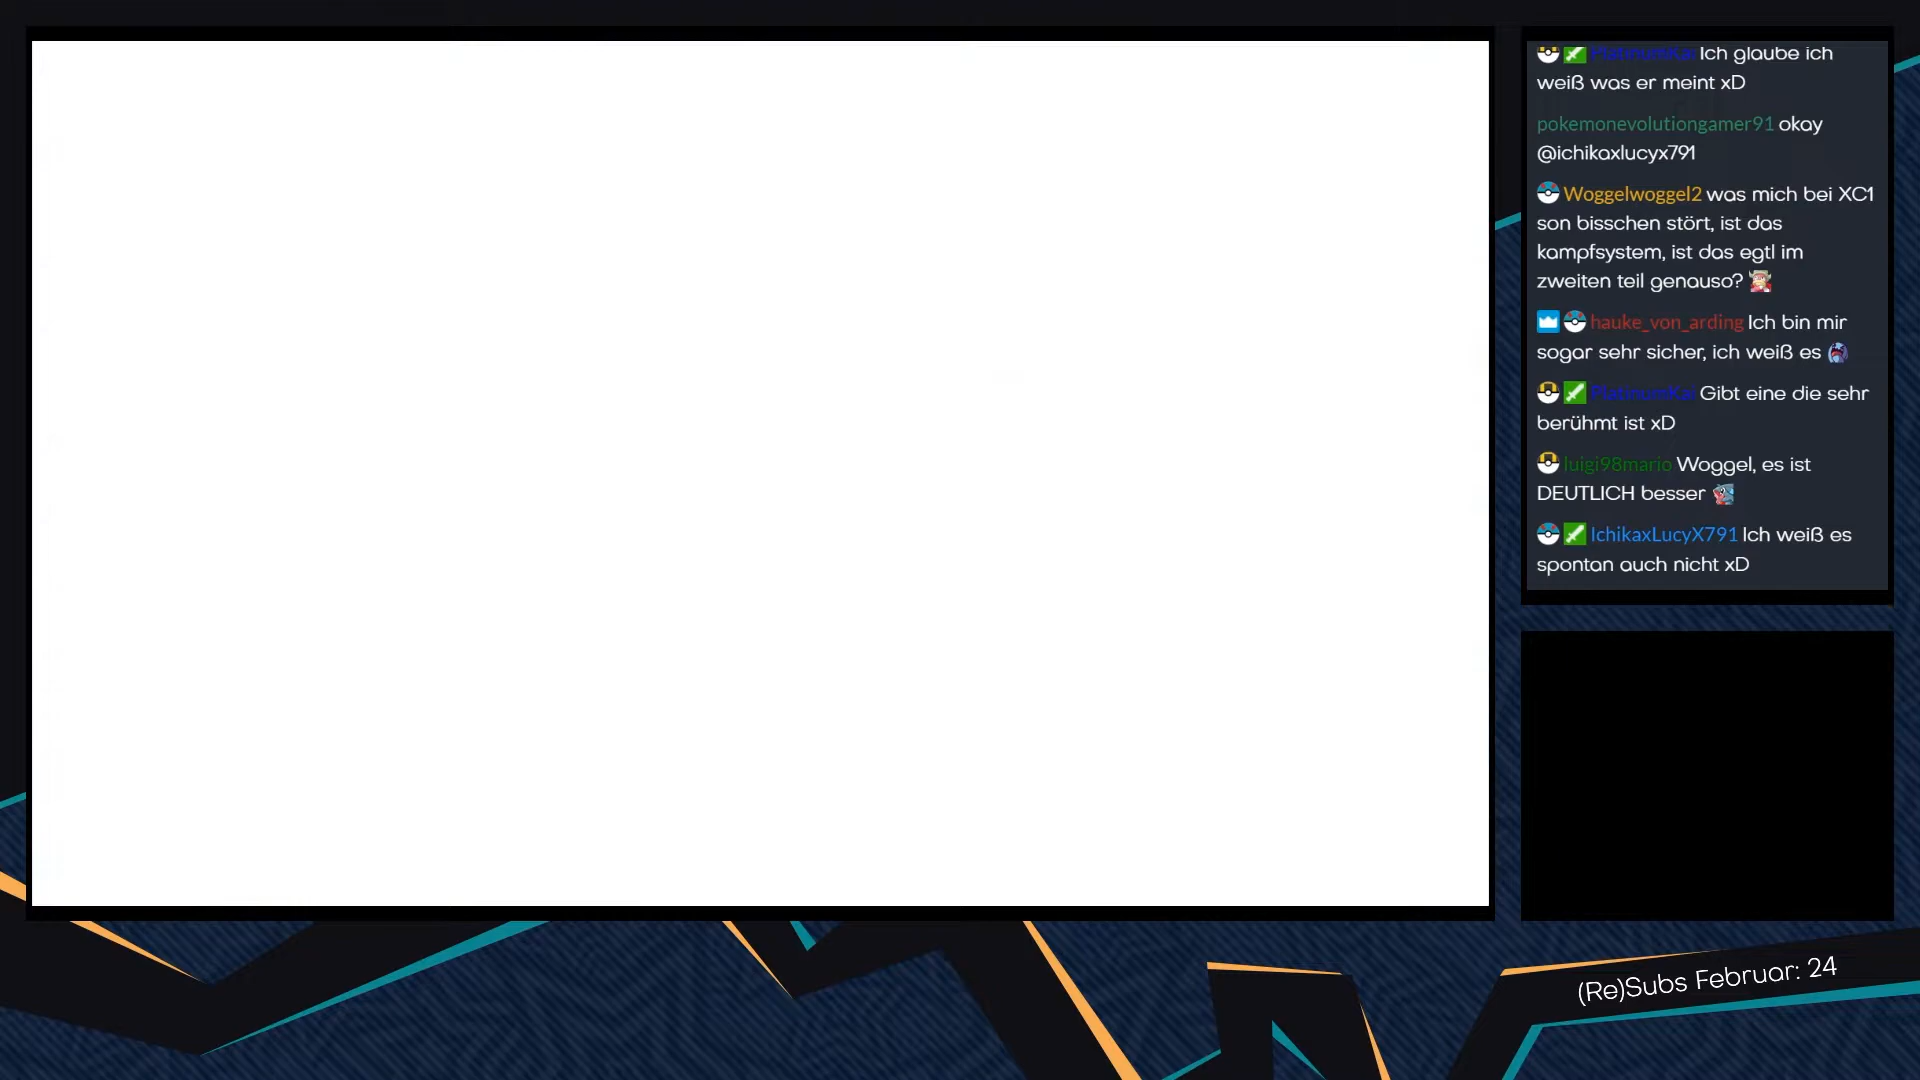 PlatinumKai Ich glaube ich
weiß was er meint xD
pokemonevolutiongamer91 okay
@ichikaxlucyx791
Woggelwoggel2 was mich bei XC1
son bisschen stört, ist das
kampfsystem, ist das egtl im
zweiten teil genauso?
hauke_von_arding Ich bin mir
sogar sehr sicher, ich weiß es
PlatinumKai Gibt eine die sehr
berühmt ist xD
luigi98mario Woggel, es ist
DEUTLICH besser
IchikaxLucyX791 Ich weiß es
spontan auch nicht xD
(Re)Subs Februar: 24